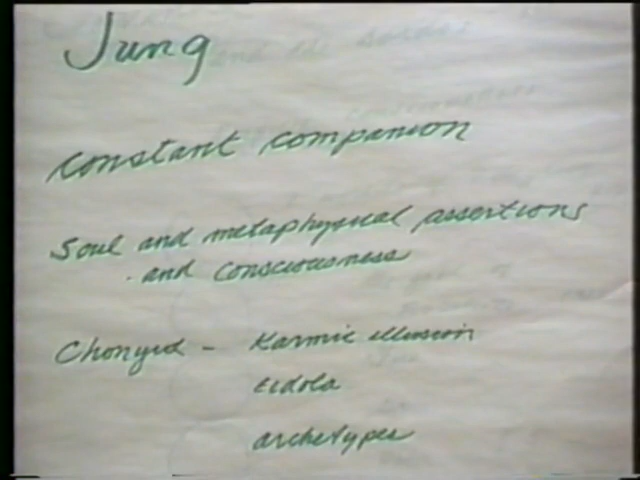 Jung
constant companion
Soul and metaphysical assertions
and consciousness
Chonyid - Karmic illusion
Eidola
archetypes